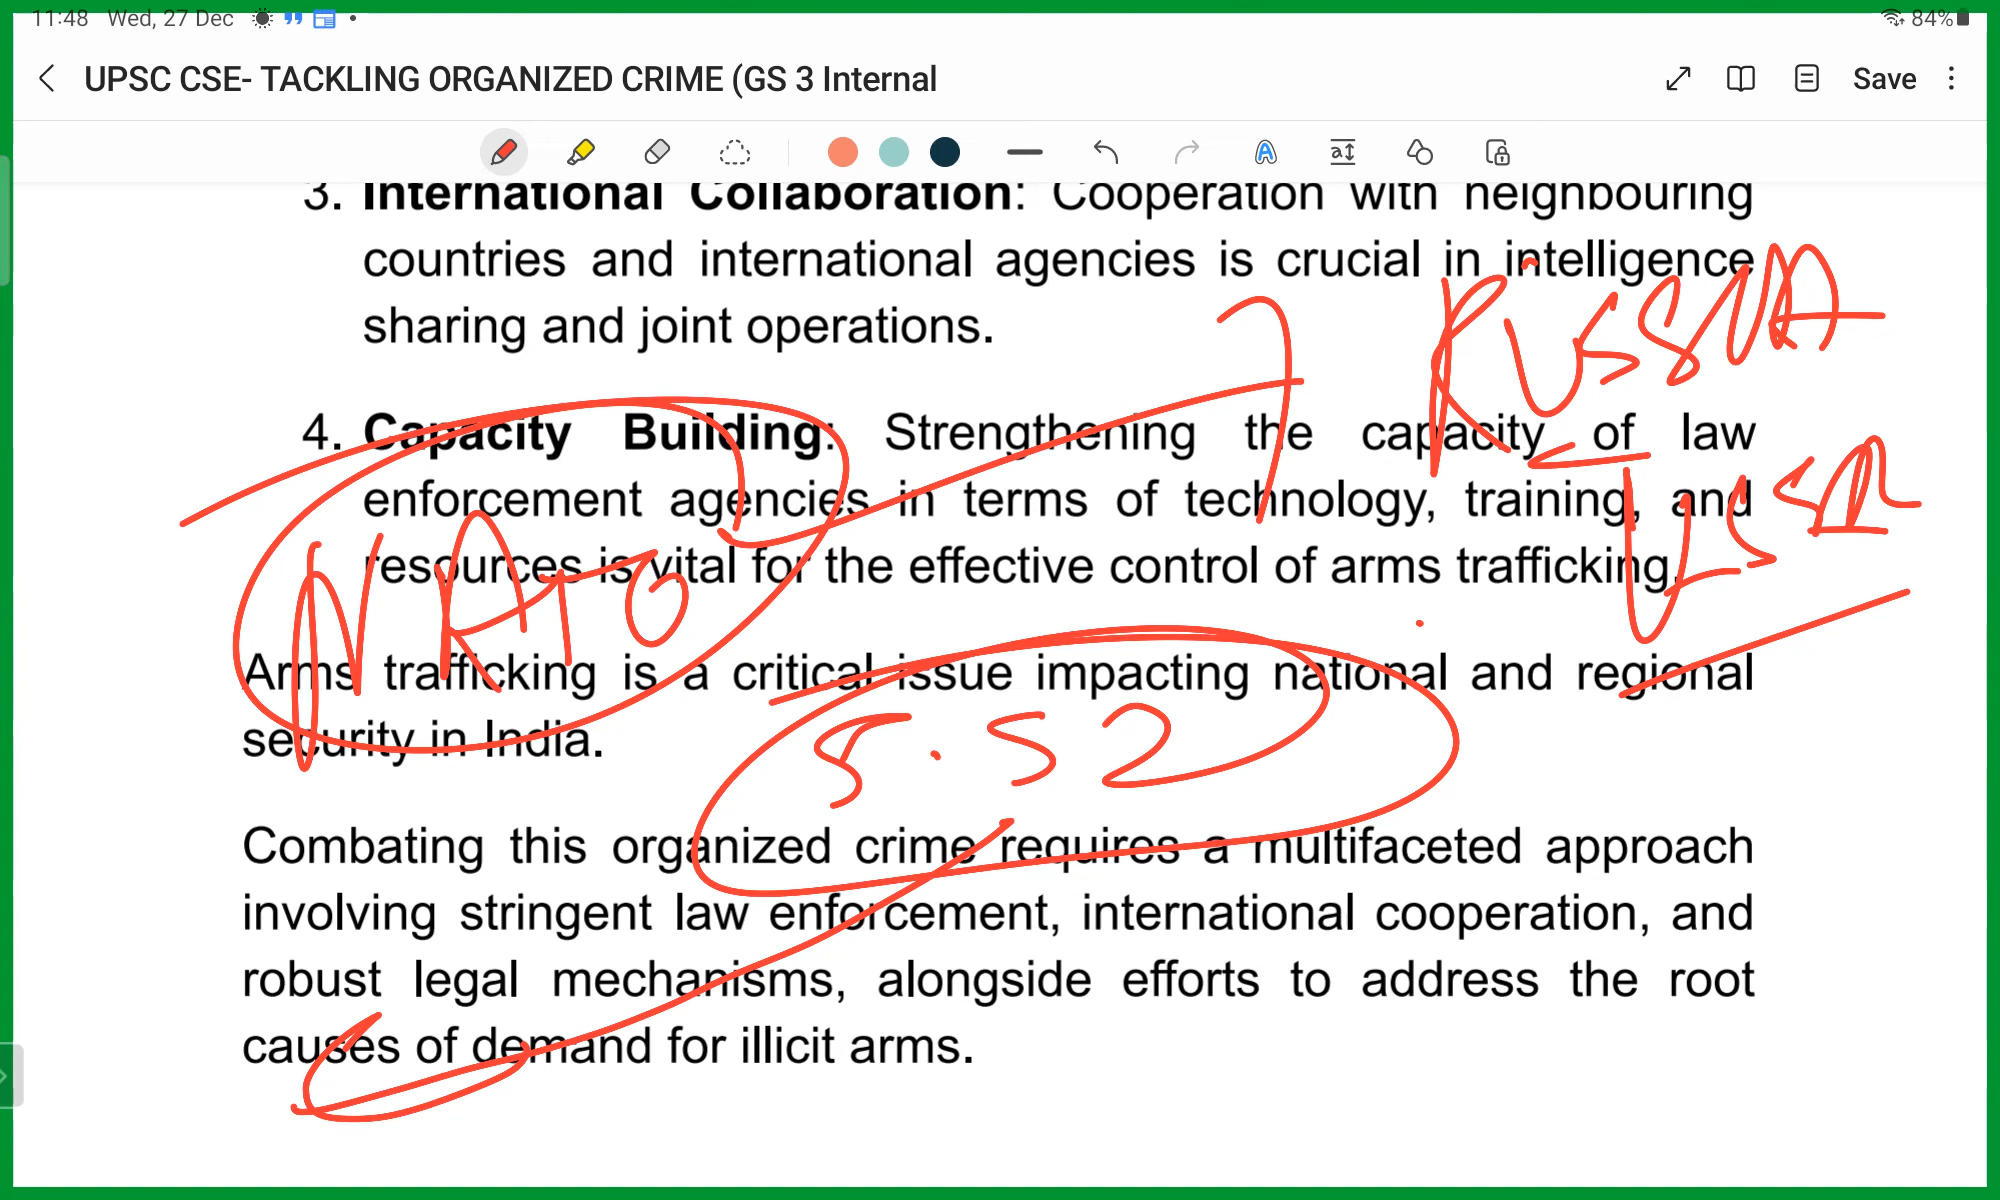 11:48 Wed, 27 Dec 84%
UPSC CSE- TACKLING ORGANIZED CRIME (GS 3 Internal
Save
3. International Collaboration: Cooperation with neighbouring
countries and international agencies is crucial in intelligence
sharing and joint operations.
RUSSIA
4. Capacity Building: Strengthening the capacity of law
enforcement agencies in terms of technology, training, and
resources is vital for the effective control of arms trafficking.
USSR
NATO
Arms trafficking is a critical issue impacting national and regional
security in India.
5.52
Combating this organized crime requires a multifaceted approach
involving stringent law enforcement, international cooperation, and
robust legal mechanisms, alongside efforts to address the root
causes of demand for illicit arms.